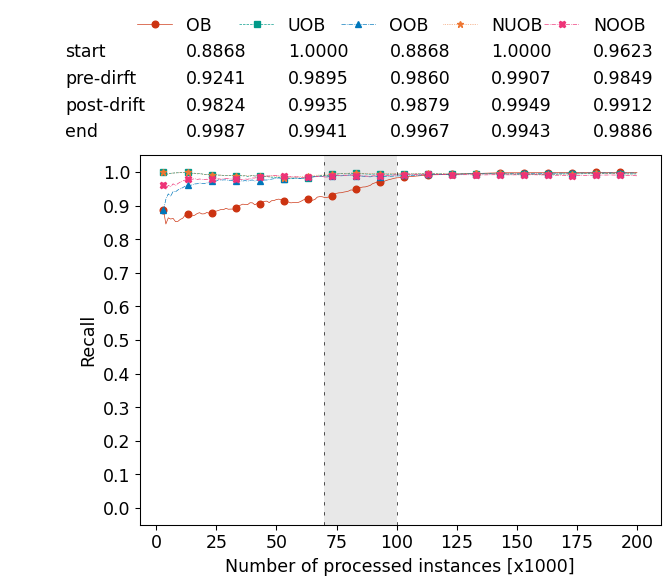 OB UOB OOB NUOB NOOB
start 0.8868 1.0000 0.8868 1.0000 0.9623
pre-dirft 0.9241 0.9895 0.9860 0.9907 0.9849
post-drift 0.9824 0.9935 0.9879 0.9949 0.9912
end 0.9987 0.9941 0.9967 0.9943 0.9886
1.0
0.9
0.8
0.7
0.6
0.5
0.4
0.3
0.2
0.1
0.0
Recall
0 25 50 75 100 125 150 175 200
Number of processed instances [x1000]